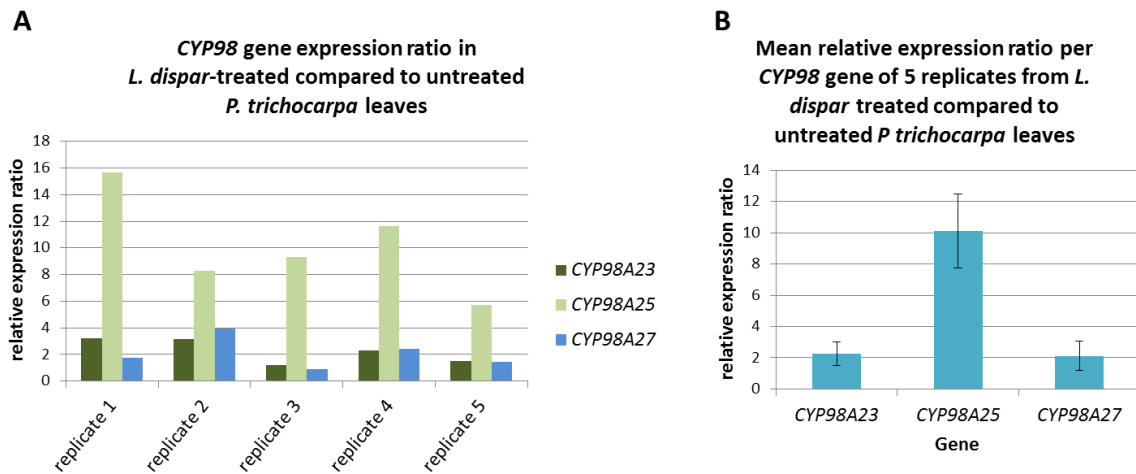 A
CYP98 gene expression ratio in
L. dispar-treated compared to untreated
P. trichocarpa leaves
relative expression ratio
18
16
14
12
10
8
6
4
2
0
replicate 1
replicate 2
replicate 3
replicate 4
replicate 5
CYP98A23
CYP98A25
CYP98A27
B
Mean relative expression ratio per
CYP98 gene of 5 replicates from L.
dispar treated compared to
untreated P trichocarpa leaves
relative expression ratio
14
12
10
8
6
4
2
0
CYP98A23 CYP98A25 CYP98A27
Gene